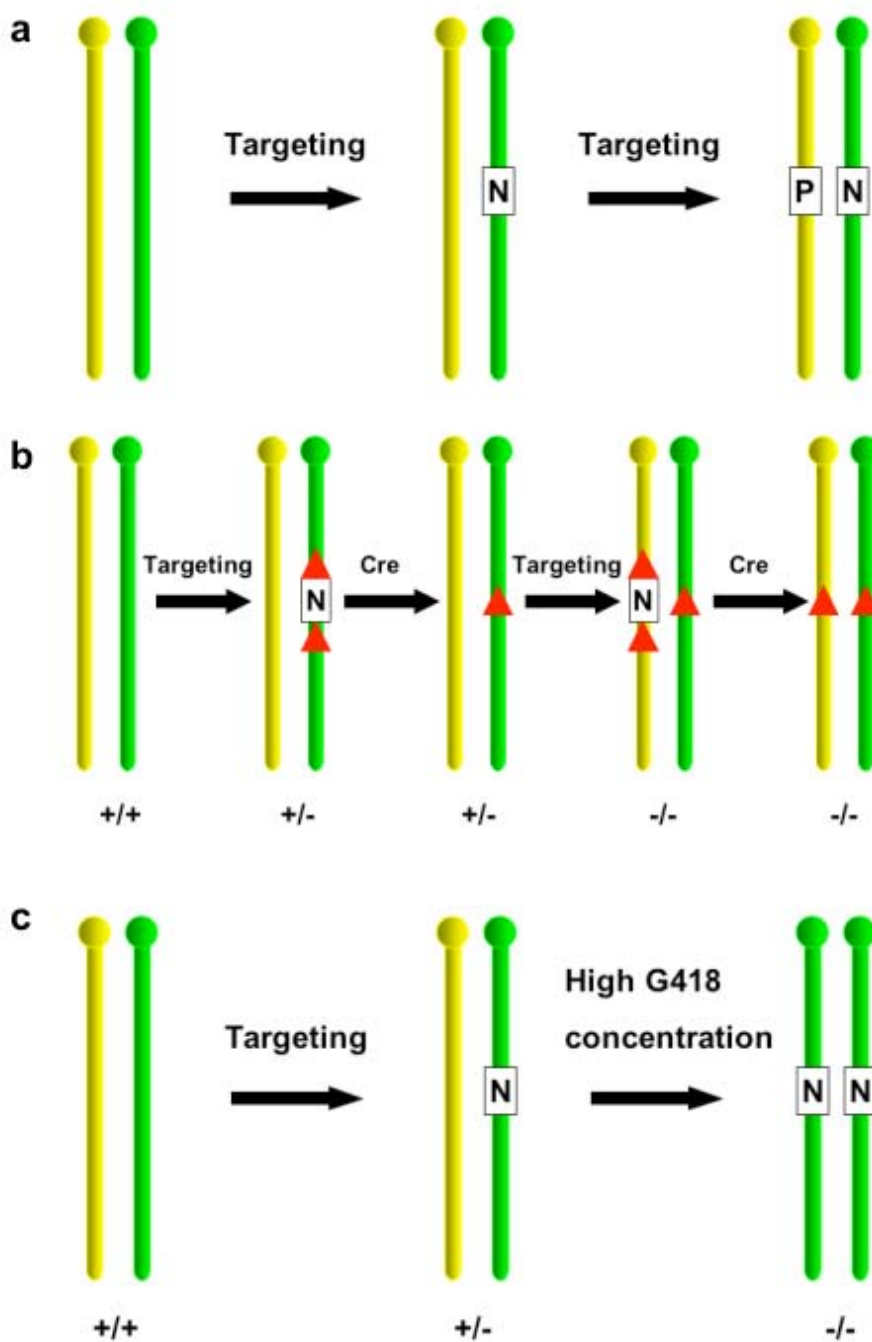 a
Targeting
Targeting
N
P
N
b
Targeting
Cre
Targeting
Cre
N
N
+/+
+/-
+/-
-/-
-/-
c
High G418
Targeting
concentration
N
N
N
+/+
+/-
-/-